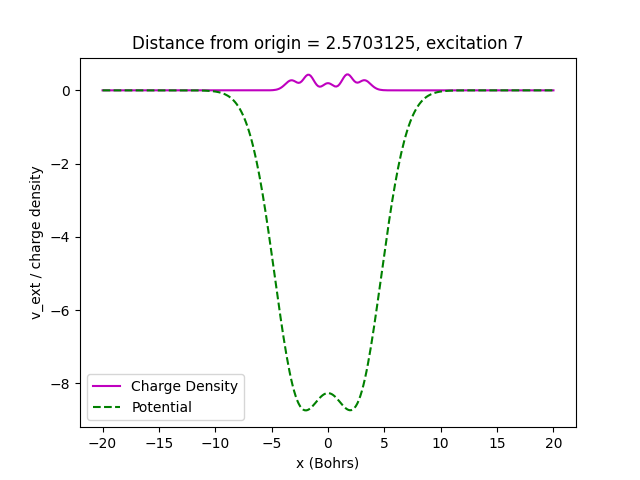 Distance from origin = 2.5703125, excitation 7
v_ext / charge density
0
−2
−4
−6
−8
Charge Density
Potential
−20
−15
−10
−5
0
5
10
15
20
x (Bohrs)